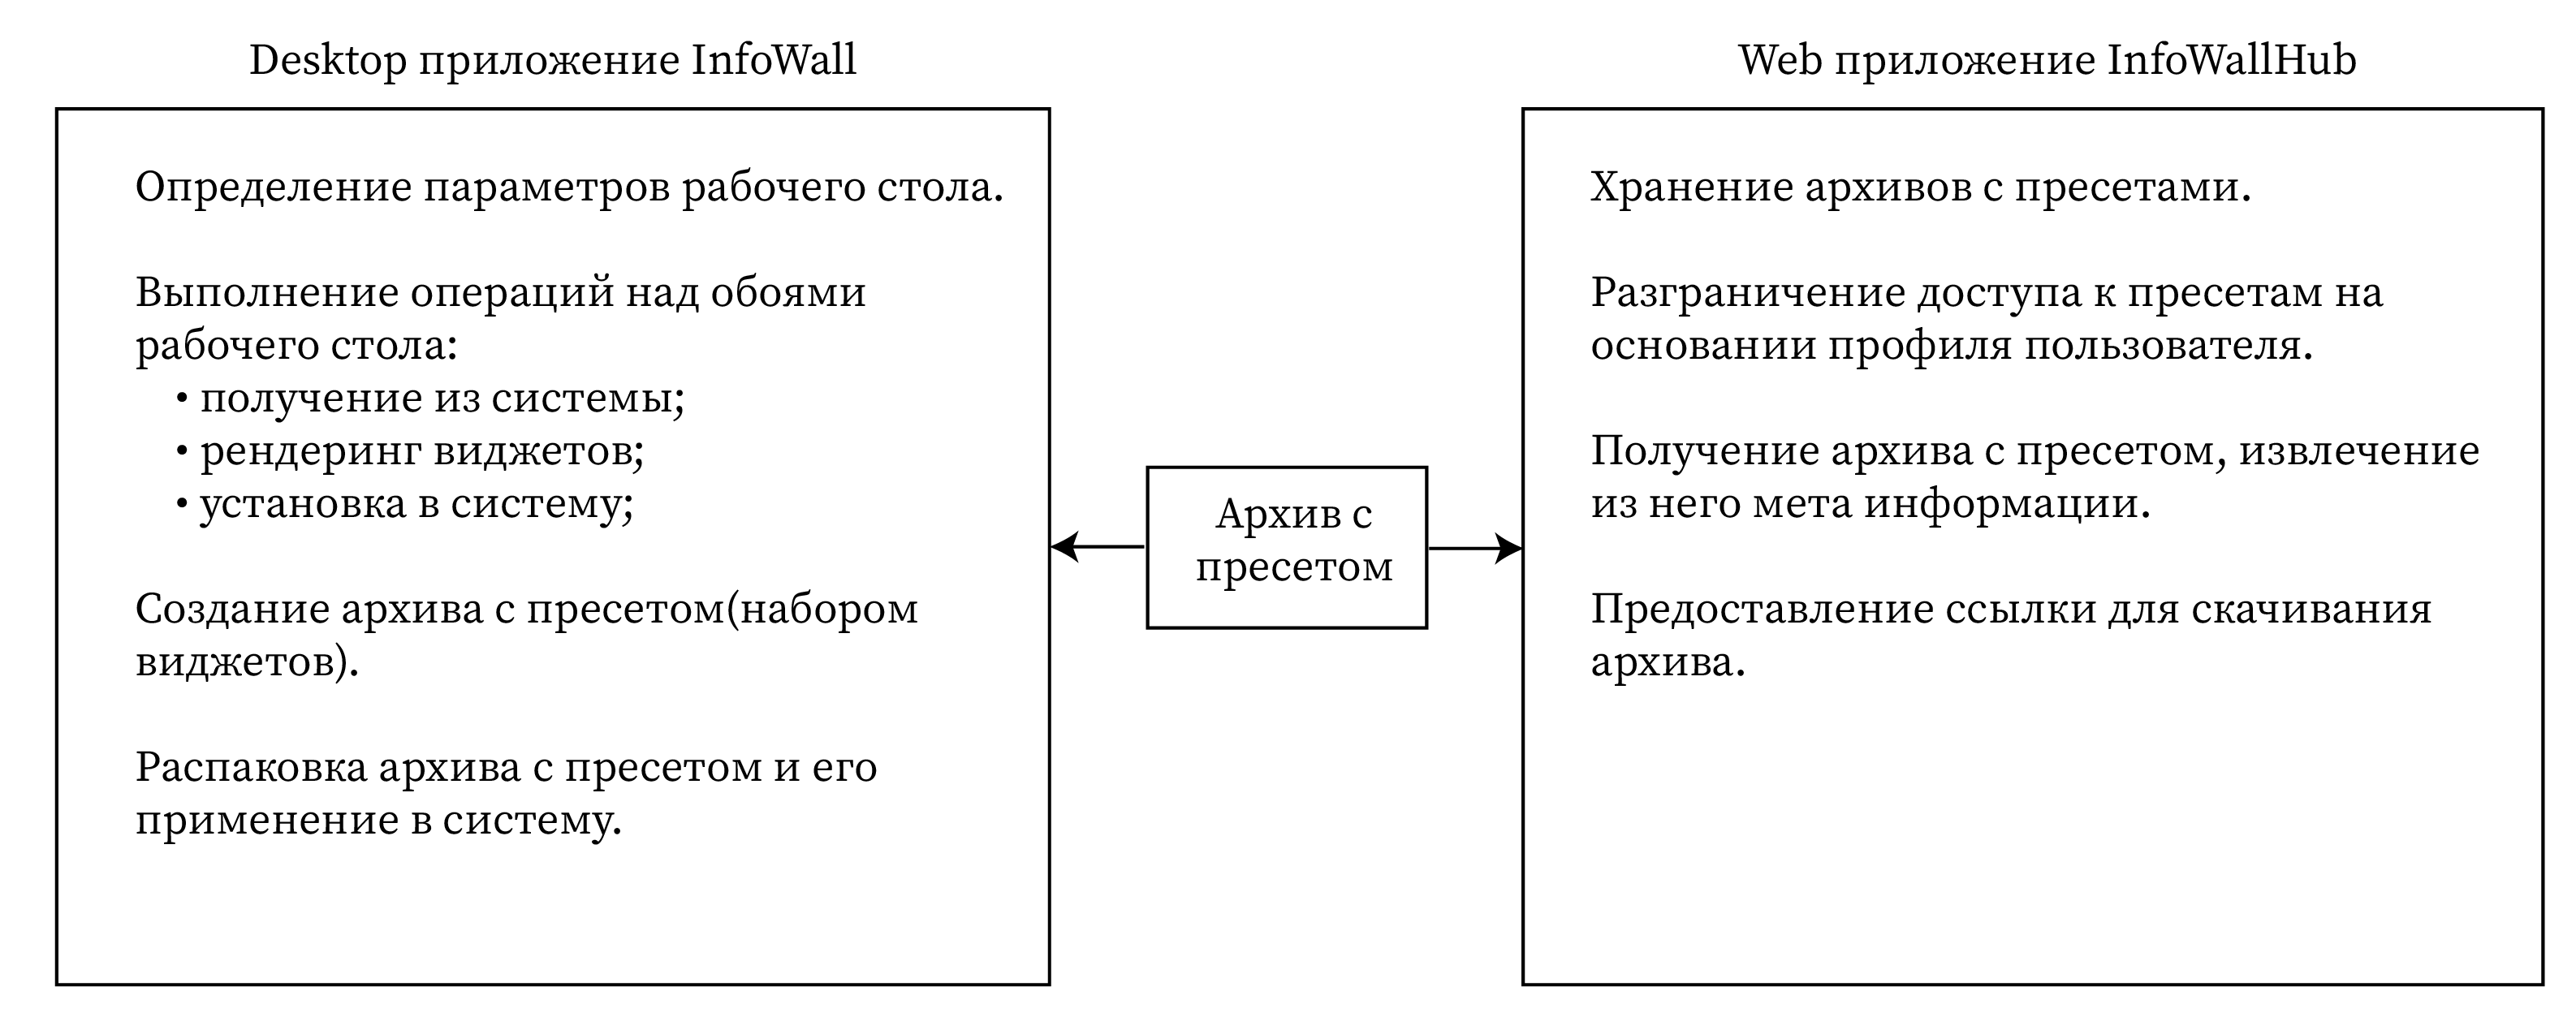 Desktop приложение InfoWall
Определение параметров рабочего стола.
Выполнение операций над обоями
рабочего стола:
• получение из системы;
• рендеринг виджетов;
• установка в систему;
Создание архива с пресетом(набором
виджетов).
Распаковка архива с пресетом и его
применение в систему.
Архив с
пресетом
Web приложение InfoWallHub
Хранение архивов с пресетами.
Разграничение доступа к пресетам на
основании профиля пользователя.
Получение архива с пресетом, извлечение
из него мета информации.
Предоставление ссылки для скачивания
архива.